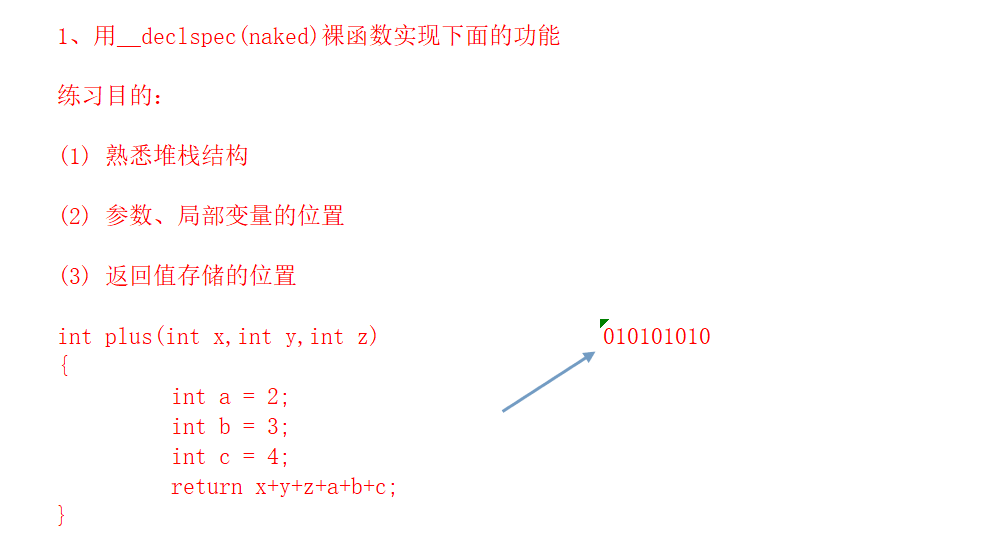 1、用__declspec(naked)裸函数实现下面的功能
练习目的：
(1) 熟悉堆栈结构
(2) 参数、局部变量的位置
(3) 返回值存储的位置
int plus(int x,int y,int z)
010101010
{
int a = 2;
int b = 3;
int c = 4;
return x+y+z+a+b+c;
}